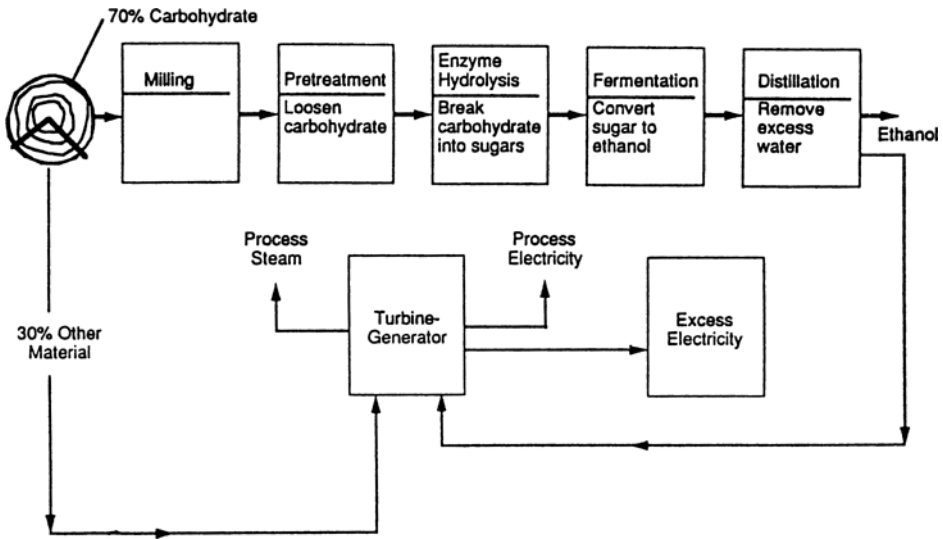 70% Carbohydrate
Milling
Pretreatment
Loosen
carbohydrate
Enzyme
Hydrolysis
Break
carbohydrate
into sugars
Fermentation
Convert
sugar to
ethanol
Distillation
Remove
excess
water
Ethanol
Process
Steam
Process
Electricity
30% Other
Material
Turbine-
Generator
Excess
Electricity